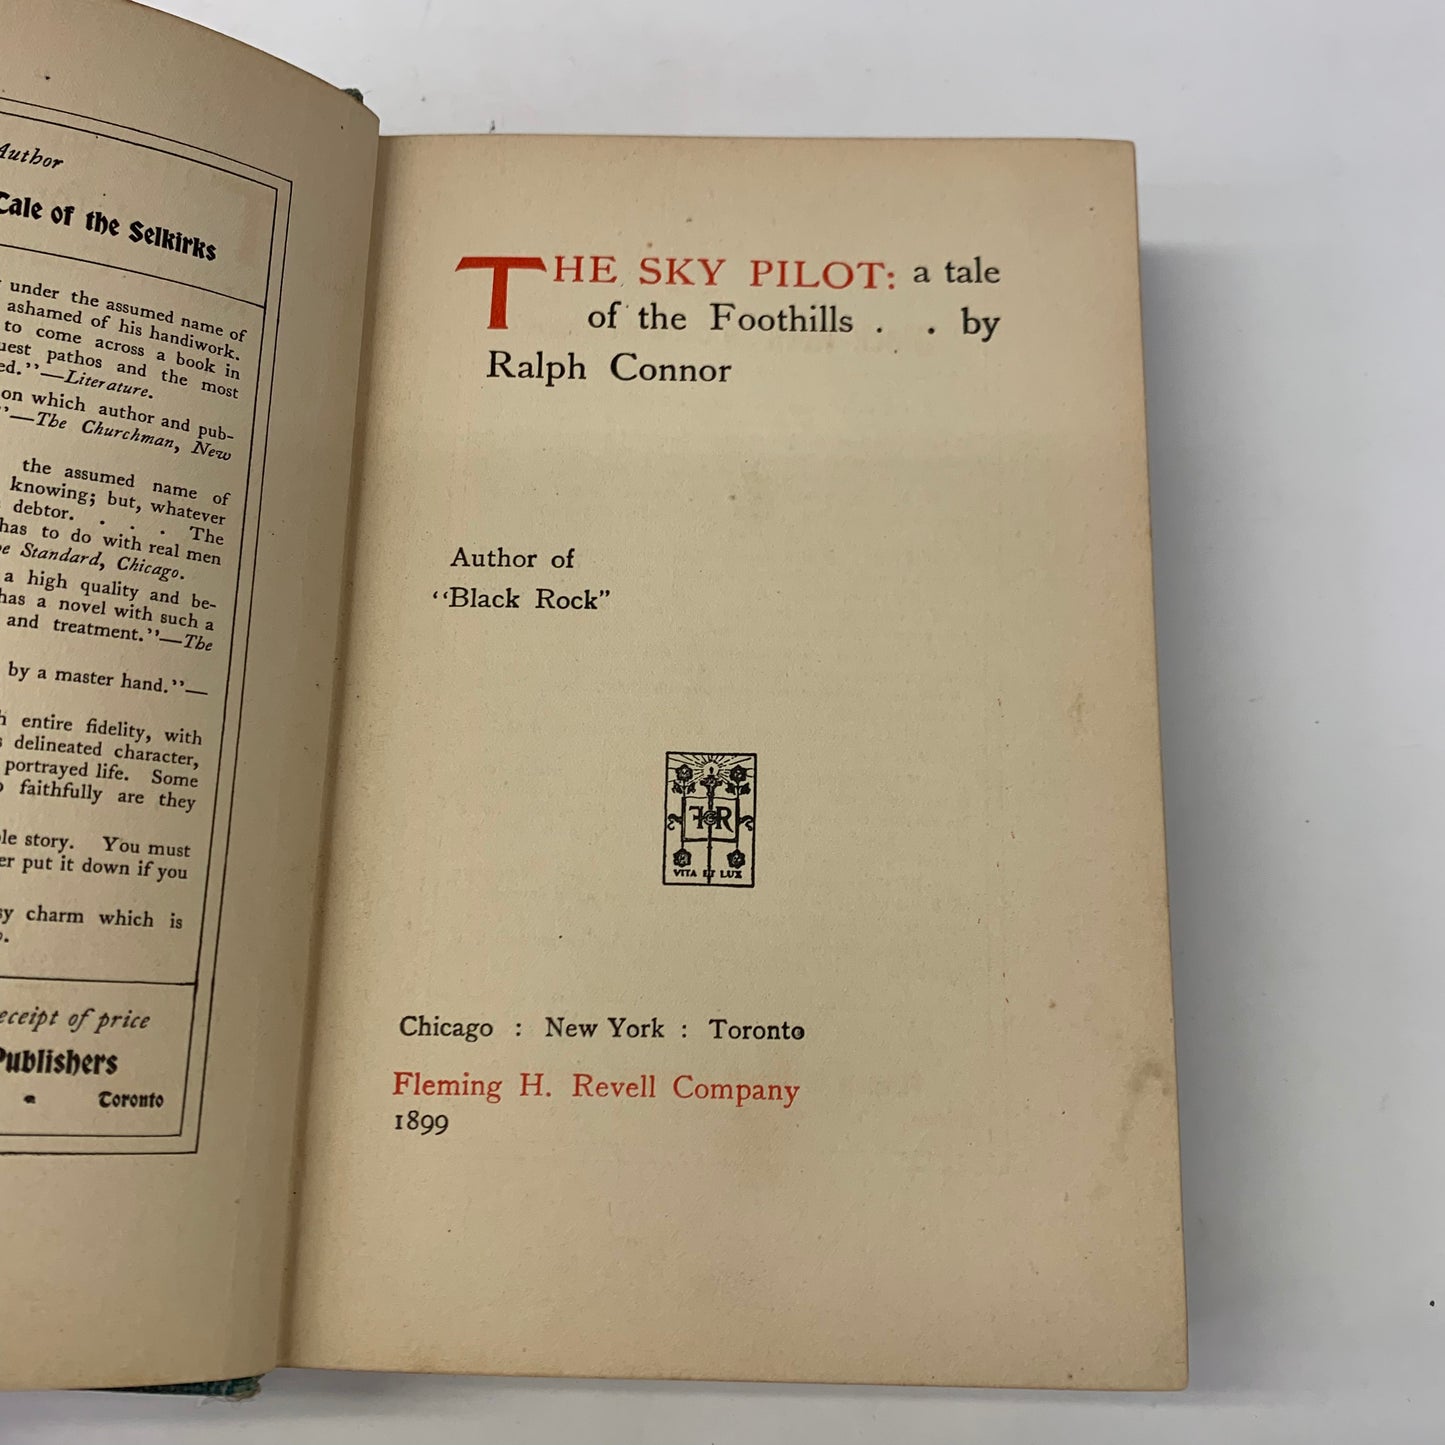 Author
Tale of the Selkirks
under the assumed name of
ashamed of his handiwork.
to come across a book in
pathos and the most
—Literature.
on which author and pub-
"—The Churchman, New
the assumed name of
knowing; but, whatever
debtor. . . . The
has to do with real men
Standard, Chicago.
a high quality and be-
has a novel with such a
and treatment."—The
by a master hand."—
entire fidelity, with
delineated character,
portrayed life. Some
faithfully are they
story. You must
put it down if you
charm which is
receipt of price
Publishers
Toronto
THE SKY PILOT: a tale
of the Foothills . . by
Ralph Connor
Author of
"Black Rock"
F H R
VITA ET LUX
Chicago : New York : Toronto
Fleming H. Revell Company
1899